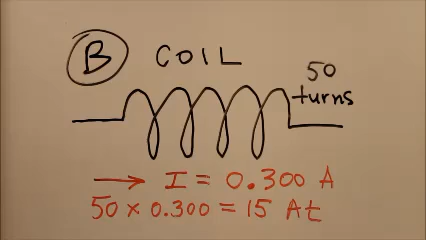 B COIL
50
turns
→ I = 0.300 A
50 × 0.300 = 15 At